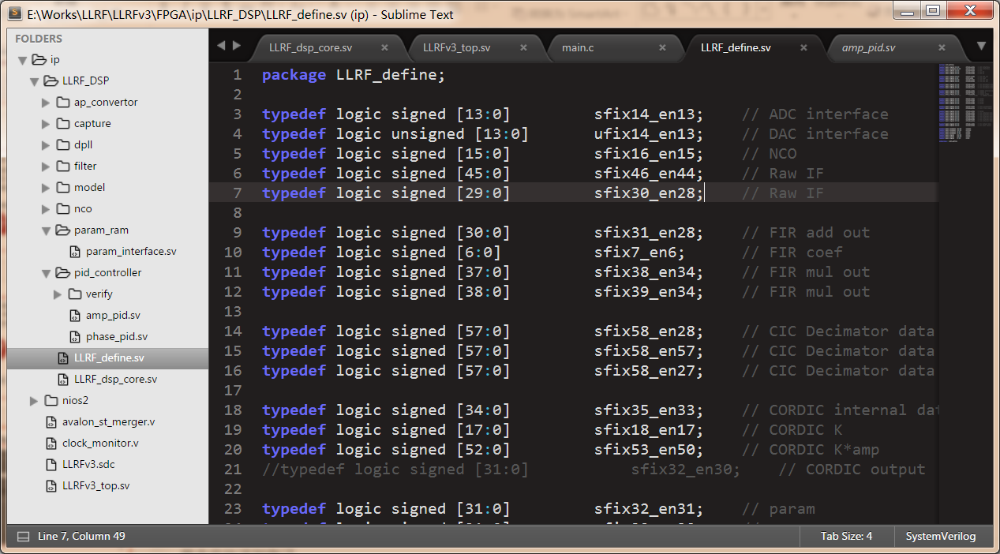 E:\Works\LLRF\LLRFv3\FPGA\ip\LLRF_DSP\LLRF_define.sv (ip) - Sublime Text
FOLDERS
ip
LLRF_DSP
ap_convertor
capture
dpll
filter
model
nco
param_ram
param_interface.sv
pid_controller
verify
amp_pid.sv
phase_pid.sv
LLRF_define.sv
LLRF_dsp_core.sv
nios2
avalon_st_merger.v
clock_monitor.v
LLRFv3.sdc
LLRFv3_top.sv
LLRF_dsp_core.sv × LLRFv3_top.sv × main.c × LLRF_define.sv × amp_pid.sv ×
1 package LLRF_define;
2
3 typedef logic signed [13:0] sfix14_en13; // ADC interface
4 typedef logic unsigned [13:0] ufix14_en13; // DAC interface
5 typedef logic signed [15:0] sfix16_en15; // NCO
6 typedef logic signed [45:0] sfix46_en44; // Raw IF
7 typedef logic signed [29:0] sfix30_en28; // Raw IF
8
9 typedef logic signed [30:0] sfix31_en28; // FIR add out
10 typedef logic signed [6:0] sfix7_en6; // FIR coef
11 typedef logic signed [37:0] sfix38_en34; // FIR mul out
12 typedef logic signed [38:0] sfix39_en34; // FIR mul out
13
14 typedef logic signed [57:0] sfix58_en28; // CIC Decimator data
15 typedef logic signed [57:0] sfix58_en57; // CIC Decimator data
16 typedef logic signed [57:0] sfix58_en27; // CIC Decimator data
17
18 typedef logic signed [34:0] sfix35_en33; // CORDIC internal dat
19 typedef logic signed [17:0] sfix18_en17; // CORDIC K
20 typedef logic signed [52:0] sfix53_en50; // CORDIC K*amp
21 //typedef logic signed [31:0] sfix32_en30; // CORDIC output
22
23 typedef logic signed [31:0] sfix32_en31; // param
Line 7, Column 49
Tab Size: 4
SystemVerilog